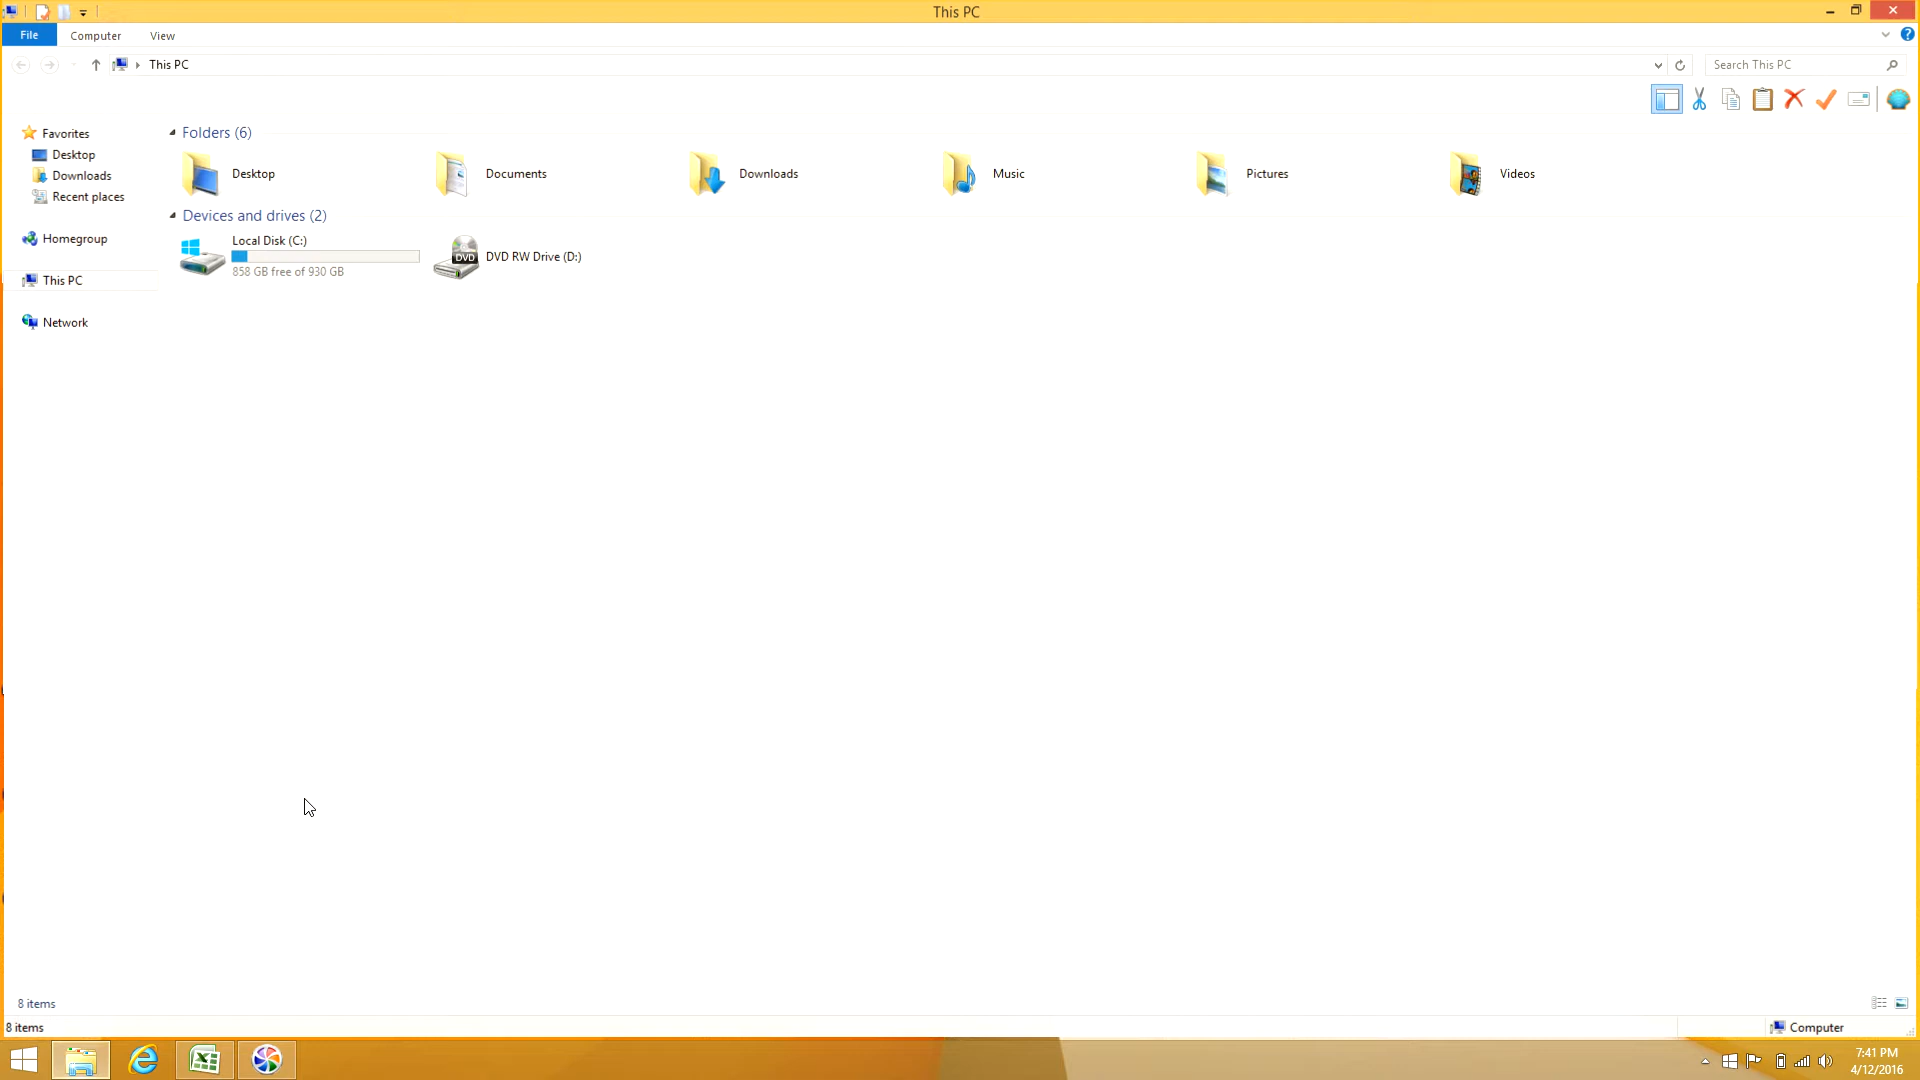 This PC
File
Computer
View
This PC
Search This PC
Favorites
Desktop
Downloads
Recent places
Homegroup
This PC
Network
Folders (6)
Desktop
Documents
Downloads
Music
Pictures
Videos
Devices and drives (2)
Local Disk (C:)
858 GB free of 930 GB
DVD
DVD RW Drive (D:)
8 items
8 items
Computer
7:41 PM
4/12/2016